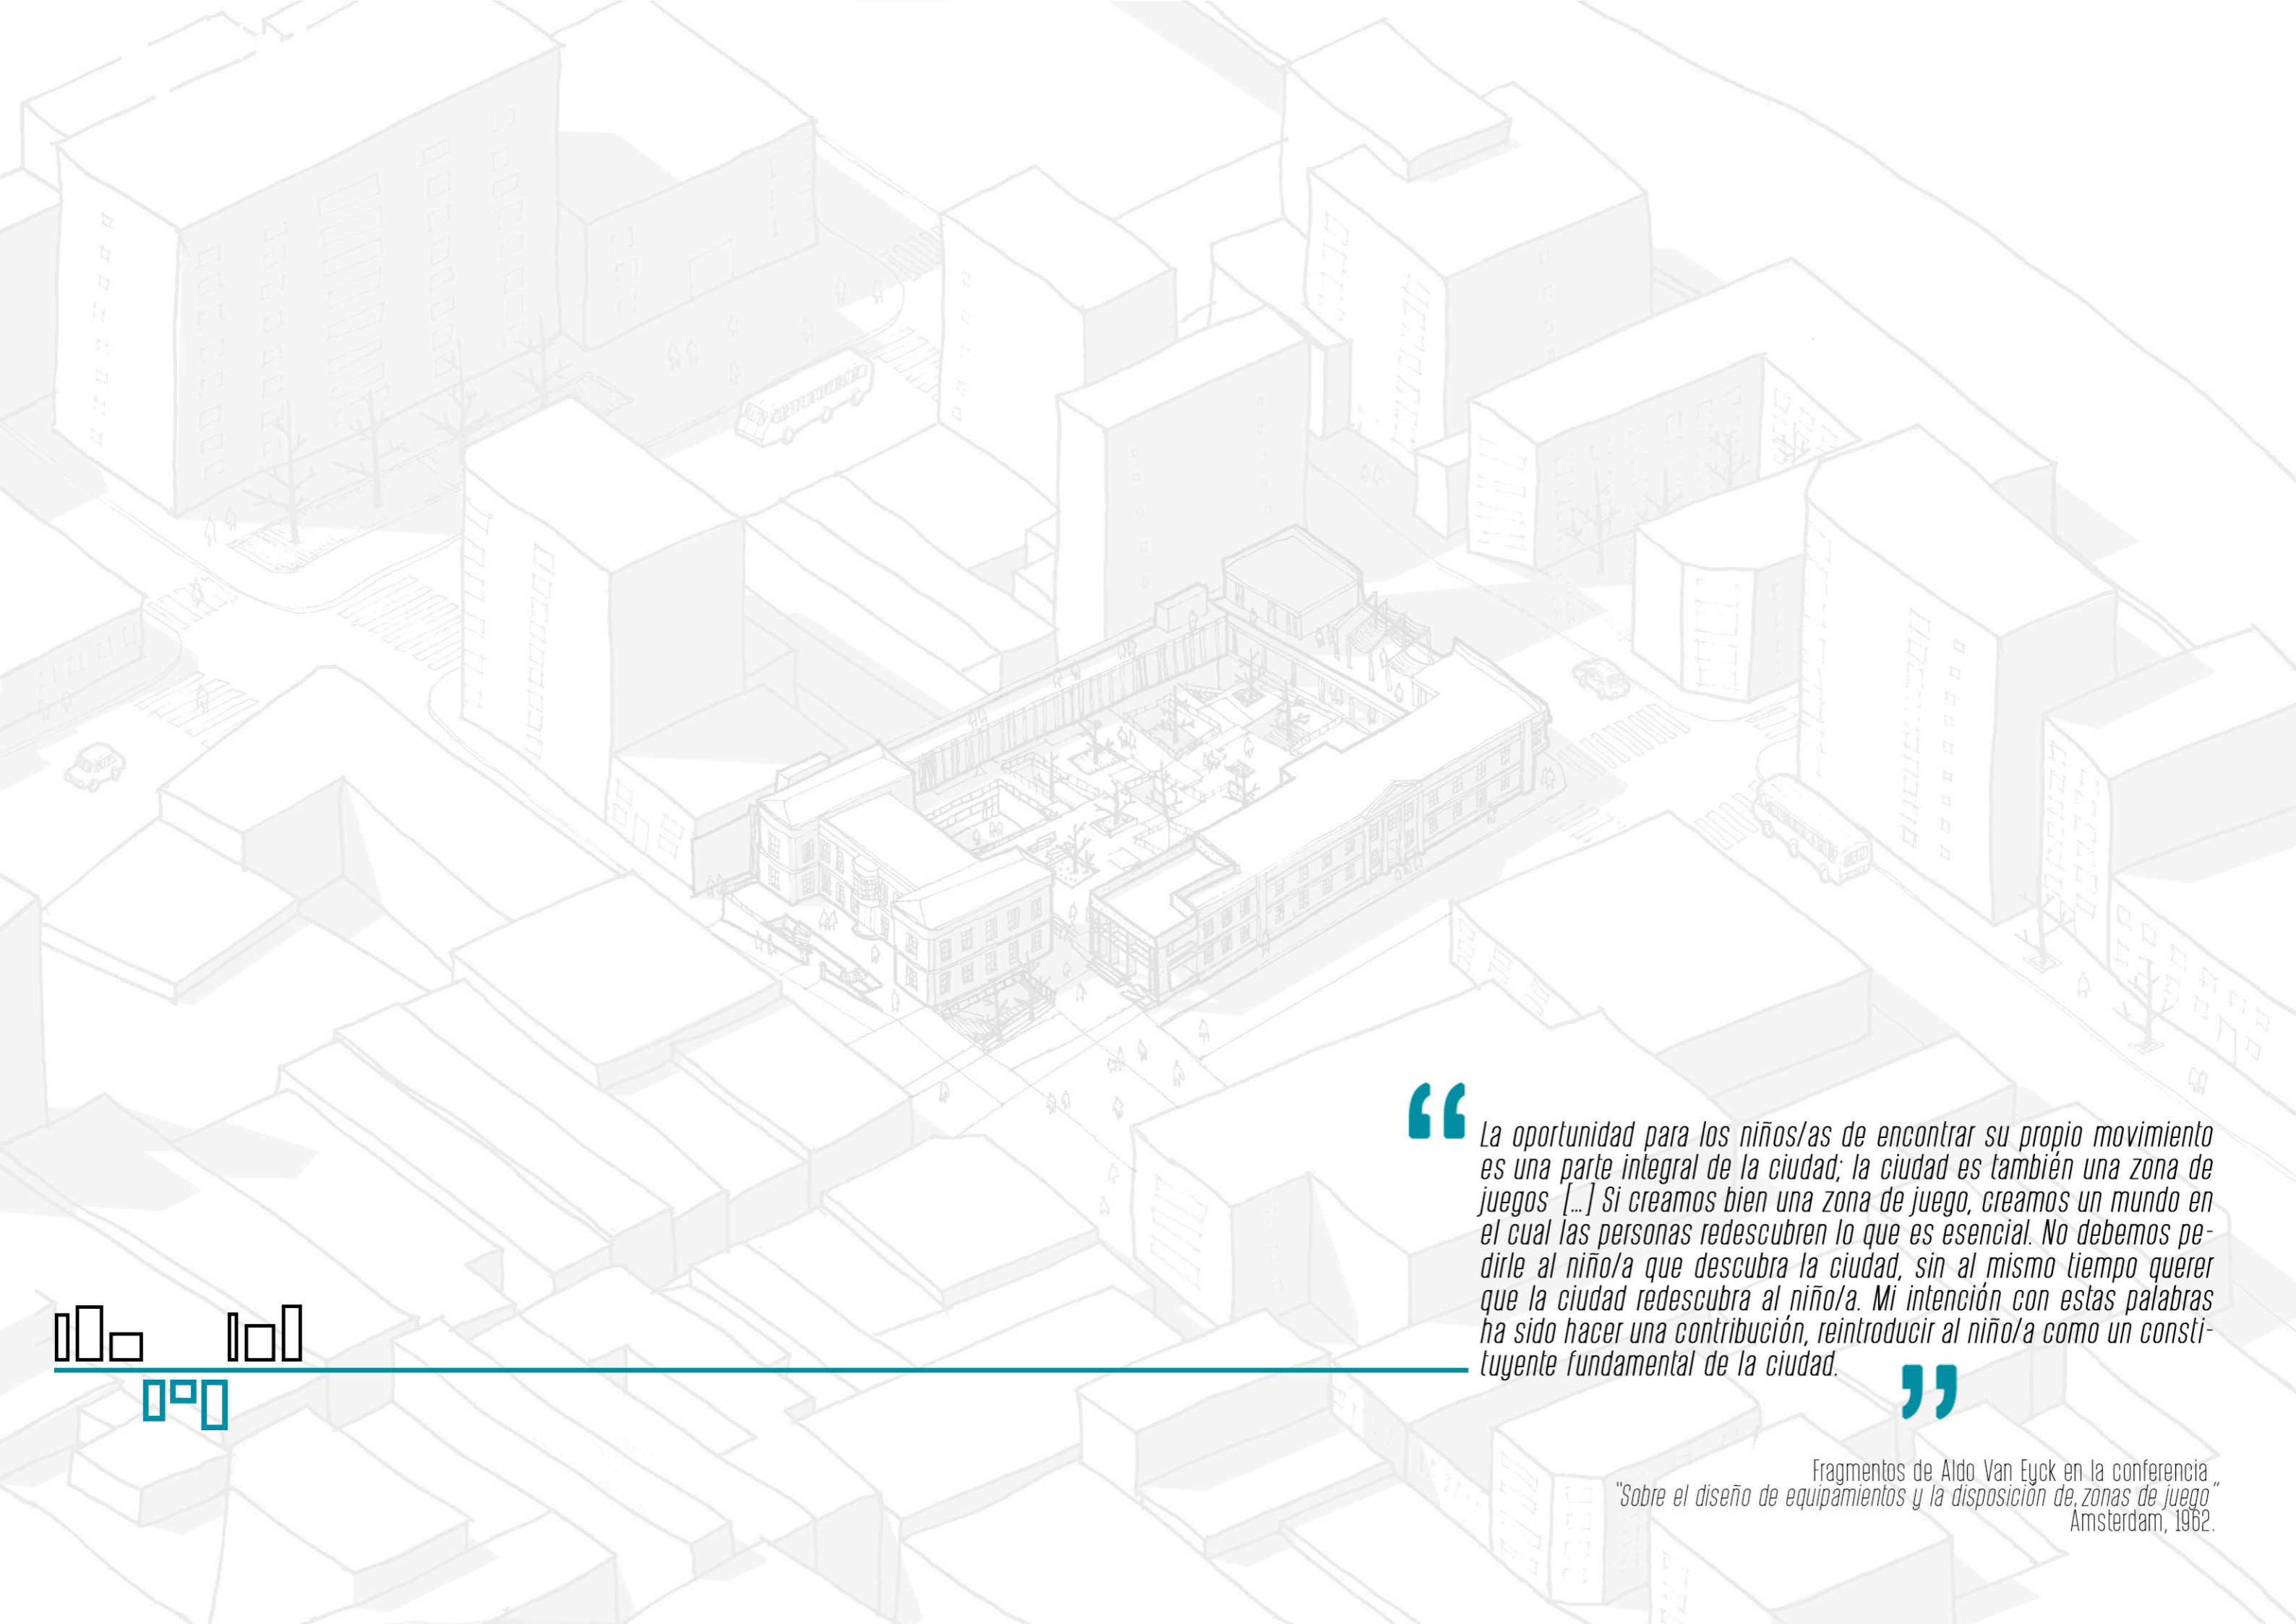 “ La oportunidad para los niños/as de encontrar su propio movimiento
es una parte integral de la ciudad; la ciudad es también una zona de
juegos [...] Si creamos bien una zona de juego, creamos un mundo en
el cual las personas redescubren lo que es esencial. No debemos pe-
dirle al niño/a que descubra la ciudad, sin al mismo tiempo querer
que la ciudad redescubra al niño/a. Mi intención con estas palabras
ha sido hacer una contribución, reintroducir al niño/a como un consti-
tuyente fundamental de la ciudad. ”
Fragmentos de Aldo Van Eyck en la conferencia
"Sobre el diseño de equipamientos y la disposición de zonas de juego"
Amsterdam, 1962.